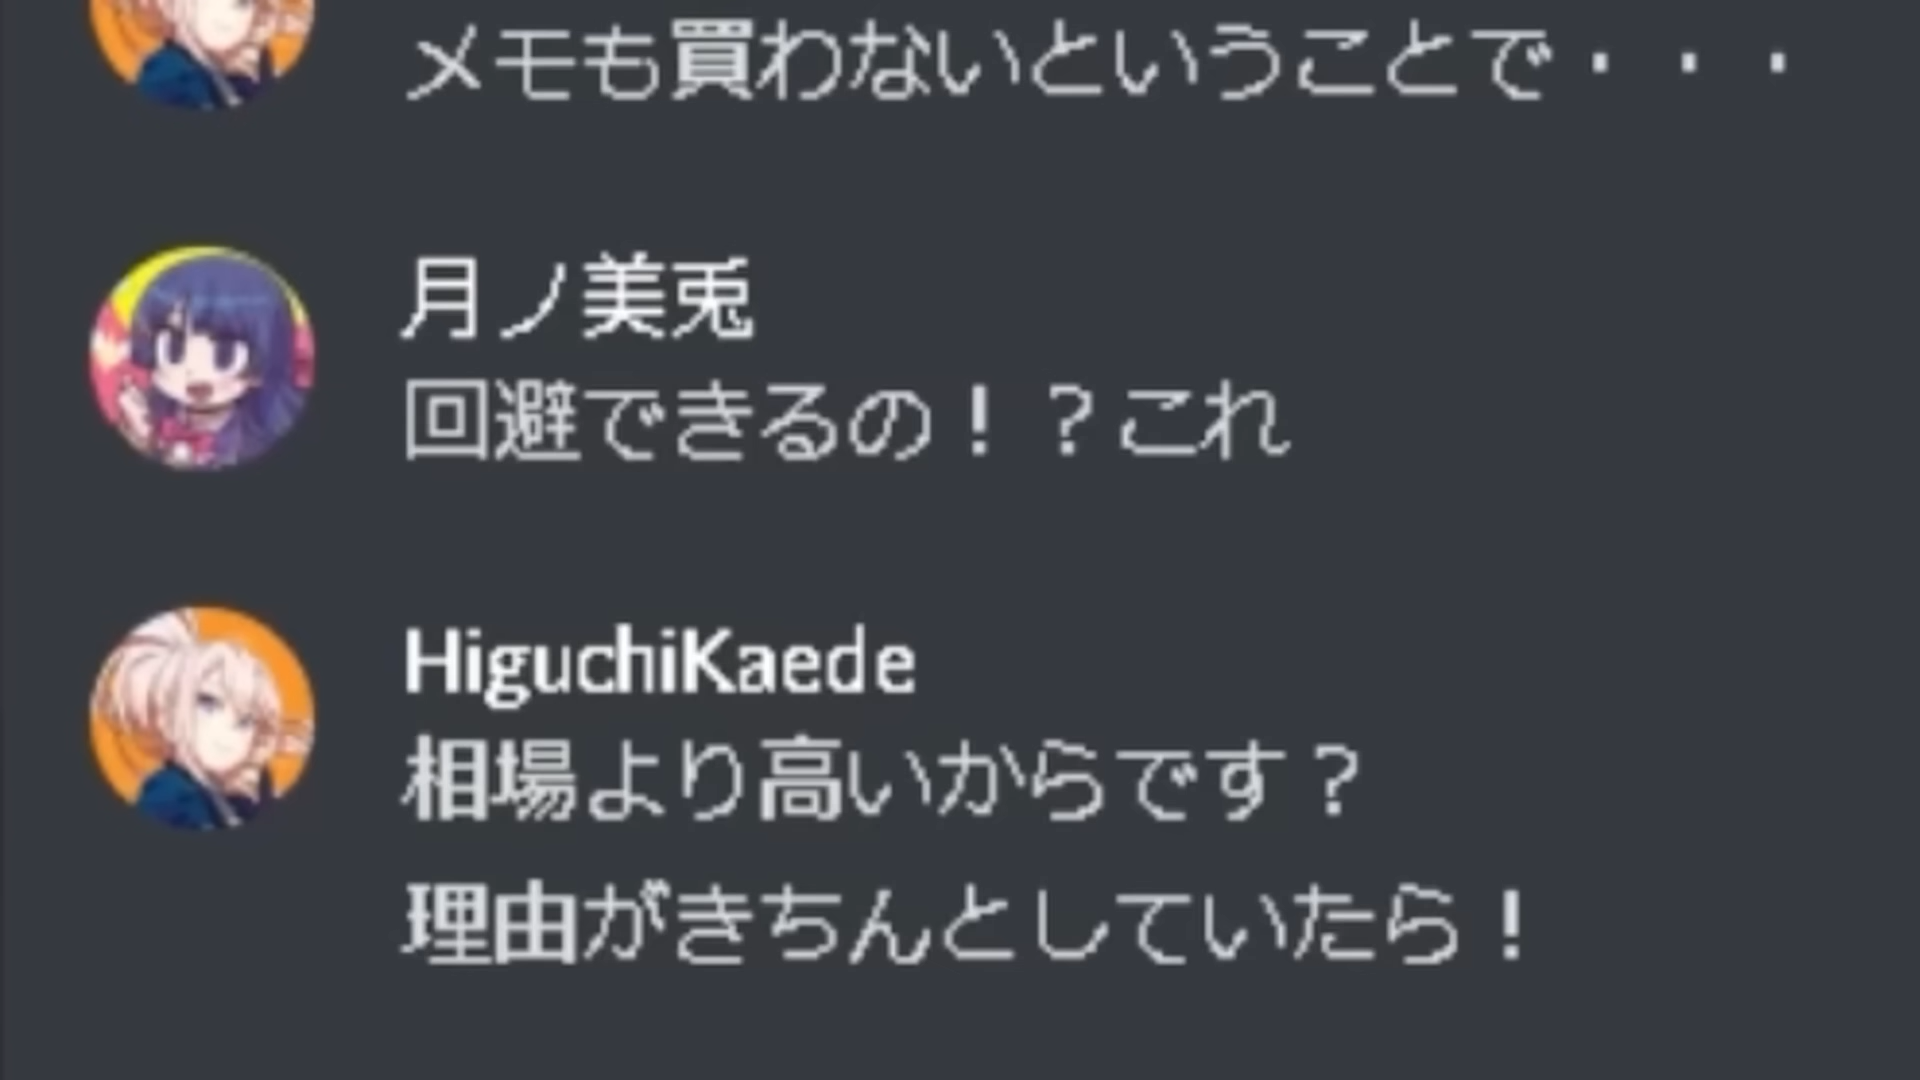 メモも買わないということで・・・
月ノ美兎
回避できるの！？これ
HiguchiKaede
相場より高いからです？
理由がきちんとしていたら！